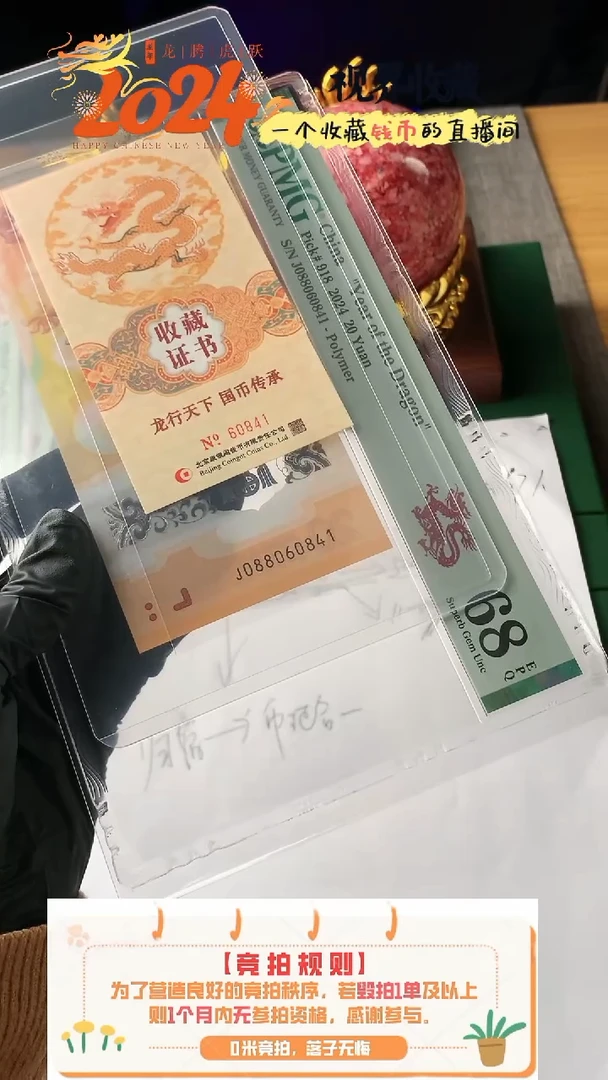 龙|腾 虎 跃
2024
HAPPY CHINESE NEW YEAR
收藏
一个收藏钱币的直播间
收藏
证书
龙行天下 国币传承
Nº 60841
Beijing Coingot Coins Co., Ltd
J088060841
PMG
MONEY GUARANTY
China
"Year of the Dragon"
Pick# 918 2024 20 Yuan
S/N J088060841 - Polymer
68
EPQ
Superb Gem Unc
【竞拍规则】
为了营造良好的竞拍秩序，若毁拍1单及以上
则1个月内无参拍资格，感谢参与。
0米竞拍，落子无悔